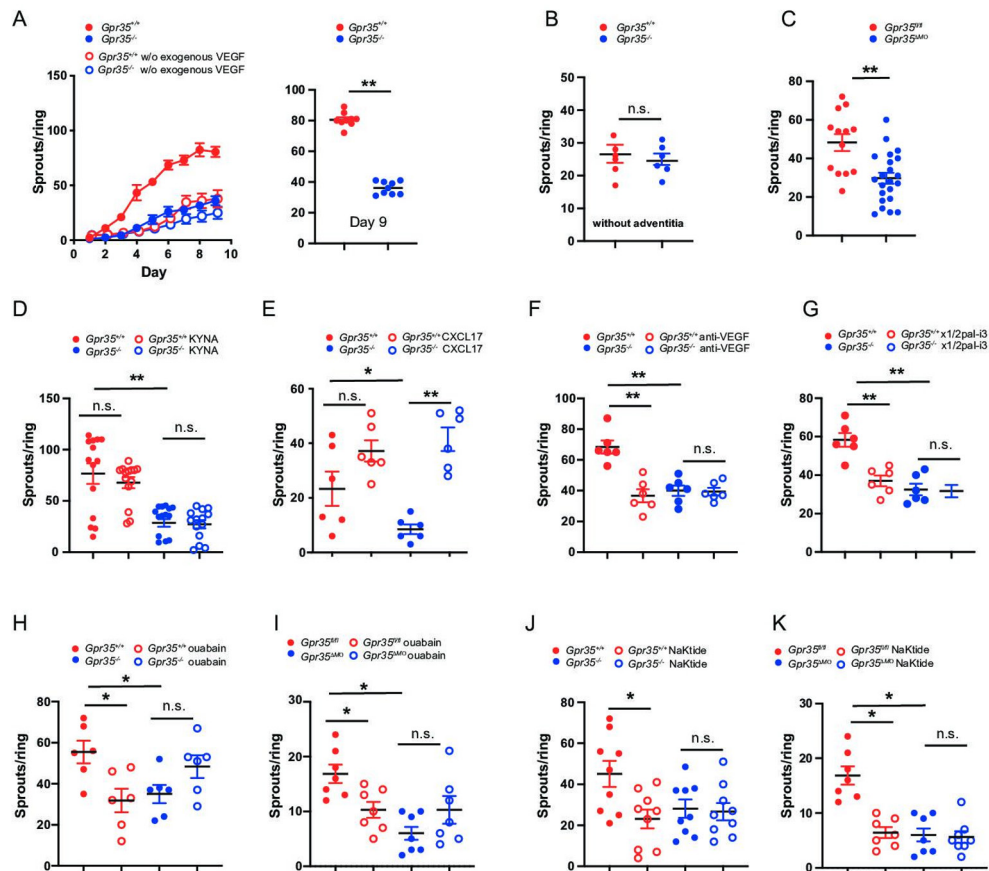 A
Gpr35+/+
Gpr35-/-
Gpr35+/+ w/o exogenous VEGF
Gpr35-/- w/o exogenous VEGF
Sprouts/ring
150
100
50
0
0 2 4 6 8 10
Day
Gpr35+/+
Gpr35-/-
**
100
80
60
40
20
0
Day 9
B
Gpr35+/+
Gpr35-/-
Sprouts/ring
50
40
30
20
10
0
n.s.
without adventitia
C
Gpr35fl/fl
Gpr35ΔMO
Sprouts/ring
80
60
40
20
0
**
D
Gpr35+/+ Gpr35+/+ KYNA
Gpr35-/- Gpr35-/- KYNA
**
n.s. n.s.
Sprouts/ring
150
100
50
0
E
Gpr35+/+ Gpr35+/+ CXCL17
Gpr35-/- Gpr35-/- CXCL17
*
n.s. **
Sprouts/ring
60
40
20
0
F
Gpr35+/+ Gpr35+/+ anti-VEGF
Gpr35-/- Gpr35-/- anti-VEGF
**
** n.s.
Sprouts/ring
100
80
60
40
20
0
G
Gpr35+/+ Gpr35+/+ x1/2pal-i3
Gpr35-/- Gpr35-/- x1/2pal-i3
**
** n.s.
Sprouts/ring
80
60
40
20
0
H
Gpr35+/+ Gpr35+/+ ouabain
Gpr35-/- Gpr35-/- ouabain
*
* n.s.
Sprouts/ring
80
60
40
20
0
I
Gpr35fl/fl Gpr35fl/fl ouabain
Gpr35ΔMO Gpr35ΔMO ouabain
*
* n.s.
Sprouts/ring
30
20
10
0
J
Gpr35+/+ Gpr35+/+ NaKtide
Gpr35-/- Gpr35-/- NaKtide
* n.s.
Sprouts/ring
80
60
40
20
0
K
Gpr35fl/fl Gpr35fl/fl NaKtide
Gpr35ΔMO Gpr35ΔMO NaKtide
*
* n.s.
Sprouts/ring
30
20
10
0